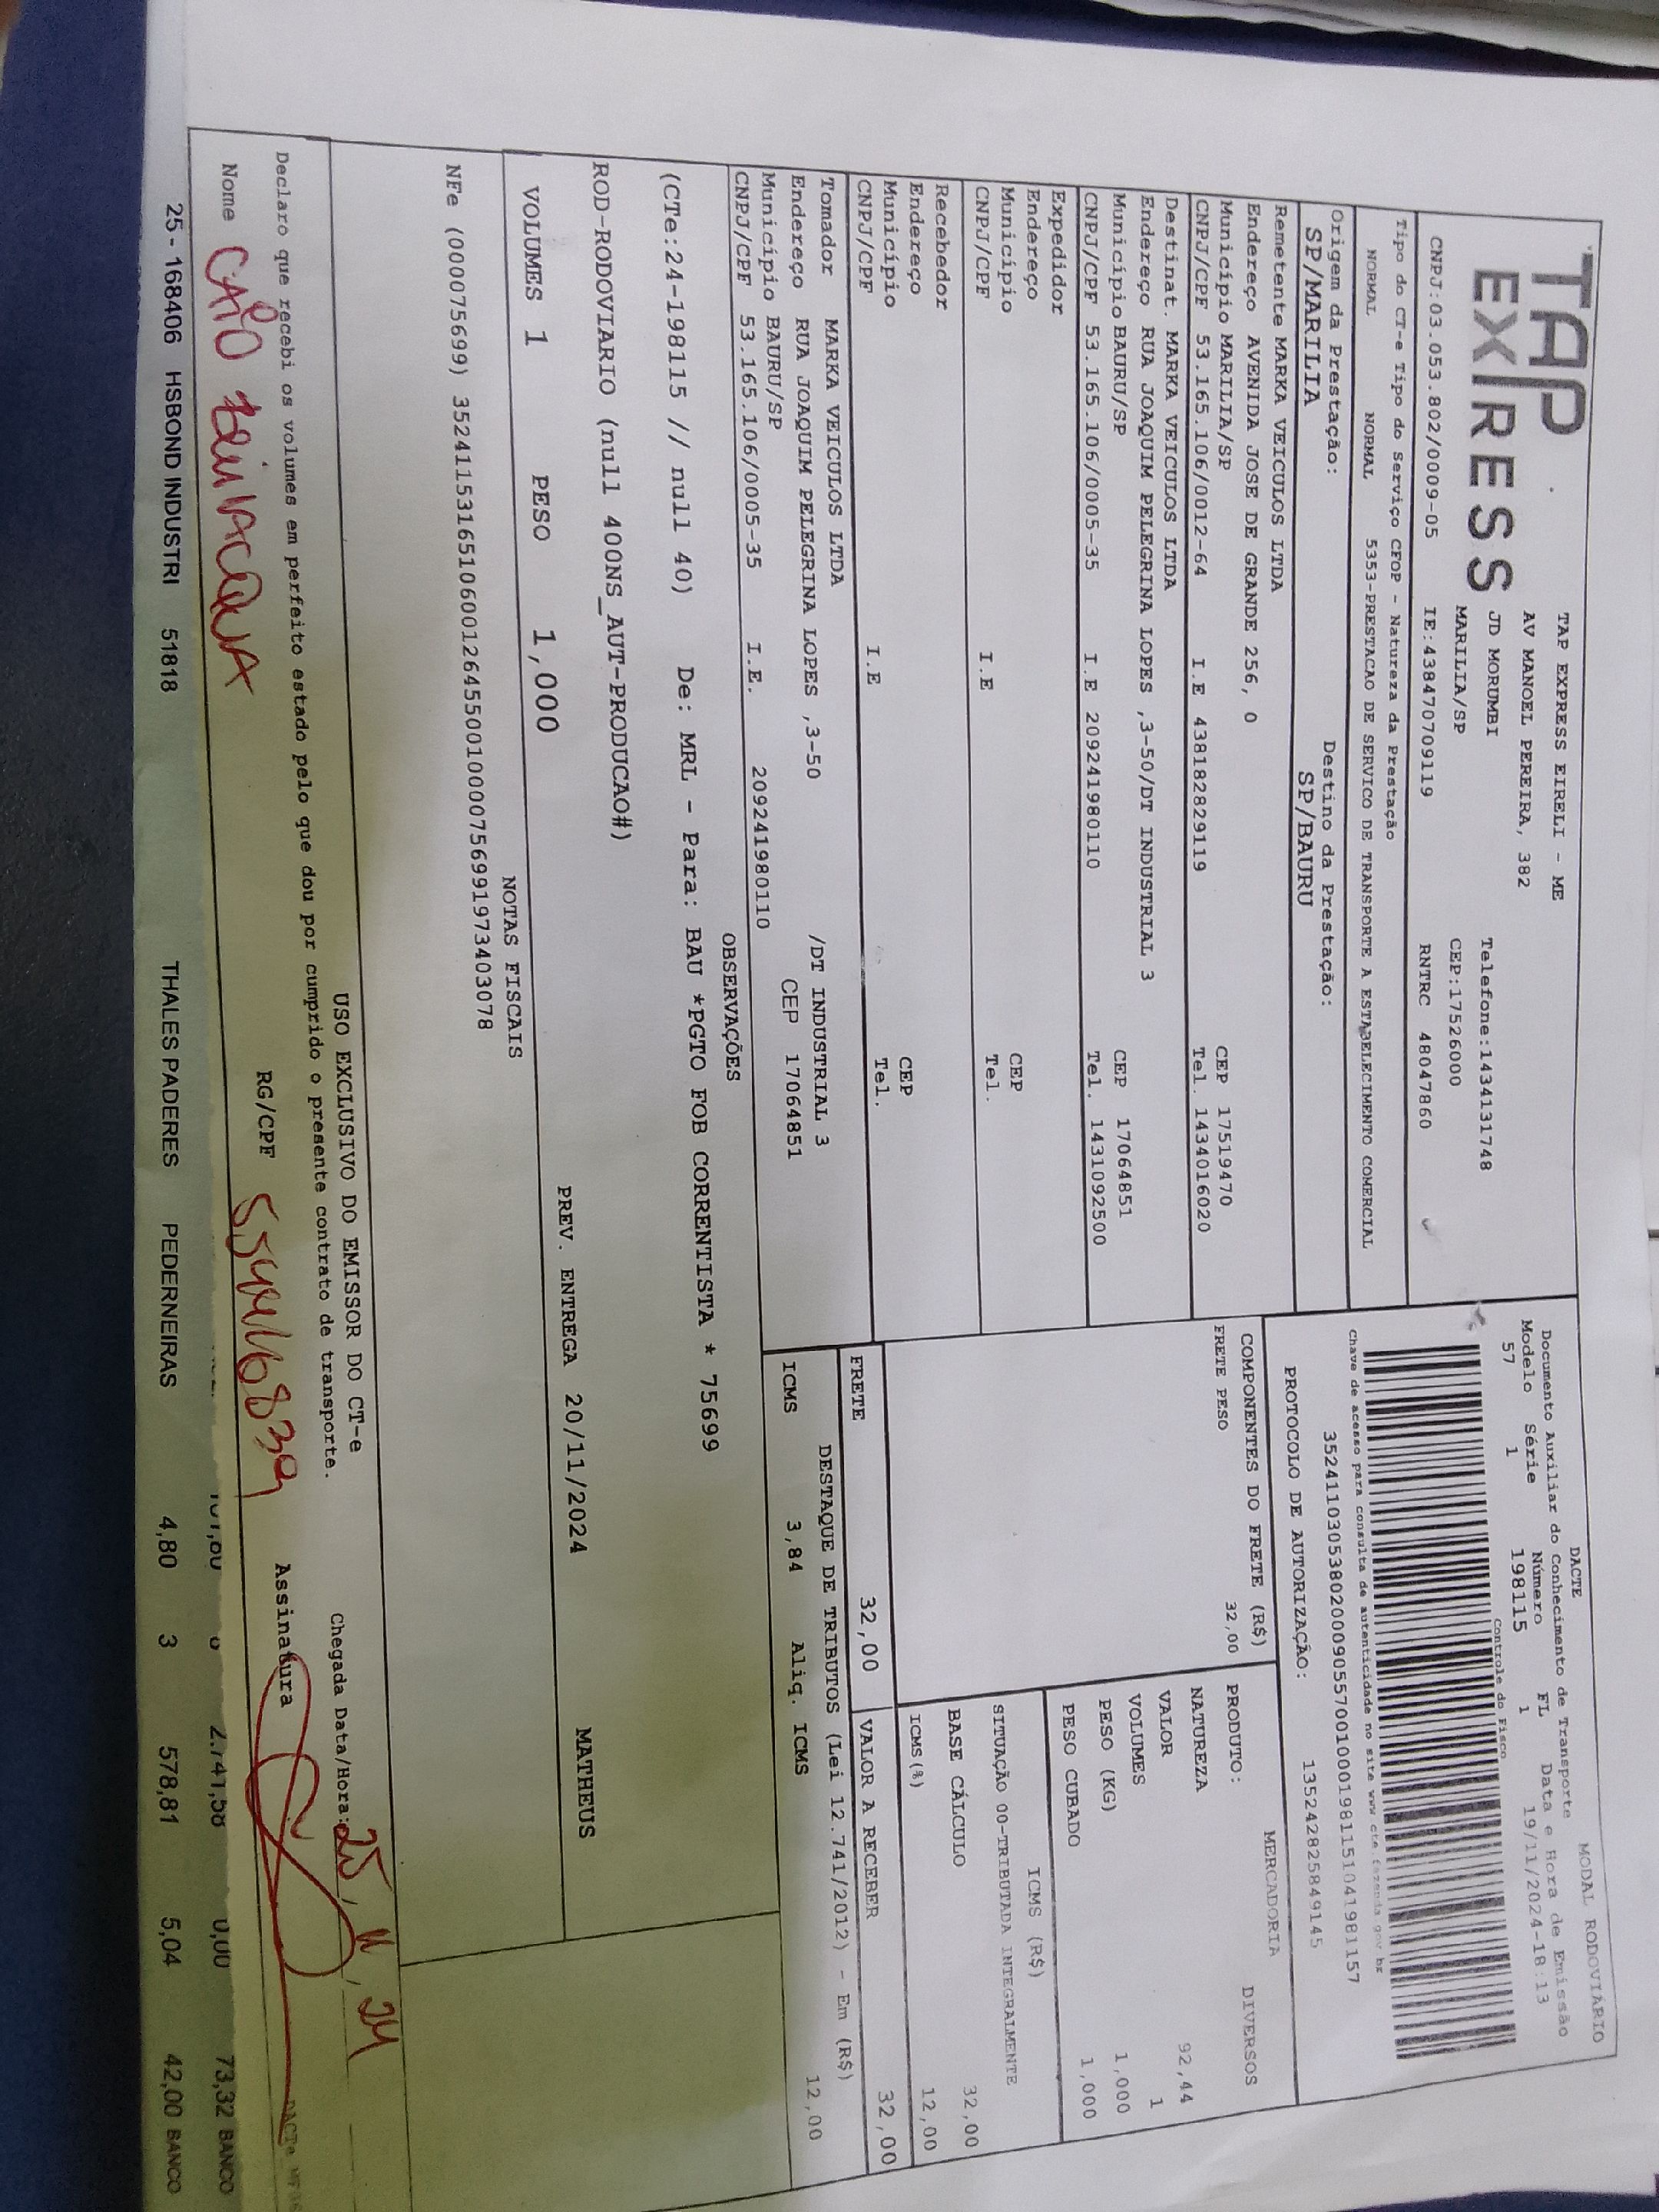 TAP
EXPRESS
TAP EXPRESS EIRELI - ME
AV MANOEL PEREIRA, 382
JD MORUMBI
MARILIA/SP
Telefone:1434131748
CEP:17526000
CNPJ:03.053.802/0009-05 IE:438470709119 RNTRC 48047860
Tipo do CT-e Tipo do Serviço CFOP - Natureza da Prestação
NORMAL NORMAL 5353-PRESTACAO DE SERVICO DE TRANSPORTE A ESTABELECIMENTO COMERCIAL
Origem da Prestação: Destino da Prestação:
SP/MARILIA SP/BAURU
DACTE MODAL RODOVIÁRIO
Documento Auxiliar do Conhecimento de Transporte
Modelo Série Número FL Data e Hora de Emissão
57 1 198115 1 19/11/2024-18:13
Controle do Fisco
Chave de acesso para consulta de autenticidade no site www.cte.fazenda.gov.br
35241103053802000905570010001981151041981157
PROTOCOLO DE AUTORIZAÇÃO: 135242825849145
Remetente MARKA VEICULOS LTDA
Endereço AVENIDA JOSE DE GRANDE 256, 0
Município MARILIA/SP CEP 17519470
CNPJ/CPF 53.165.106/0012-64 I.E 438182829119 Tel. 1434016020
Destinat. MARKA VEICULOS LTDA
Endereço RUA JOAQUIM PELEGRINA LOPES ,3-50/DT INDUSTRIAL 3
Município BAURU/SP CEP 17064851
CNPJ/CPF 53.165.106/0005-35 I.E 209241980110 Tel. 143109250​0
Expedidor
Endereço
Município CEP
CNPJ/CPF I.E Tel.
Recebedor
Endereço
Município CEP
CNPJ/CPF I.E Tel.
Tomador MARKA VEICULOS LTDA
Endereço RUA JOAQUIM PELEGRINA LOPES ,3-50 /DT INDUSTRIAL 3
Município BAURU/SP CEP 17064851
CNPJ/CPF 53.165.106/0005-35 I.E. 209241980110
COMPONENTES DO FRETE (R$)
FRETE PESO 32,00
MERCADORIA
PRODUTO: DIVERSOS
NATUREZA
VALOR 92,44
VOLUMES 1
PESO (KG) 1,000
PESO CUBADO 1,000
ICMS (R$)
SITUAÇÃO 00-TRIBUTADA INTEGRALMENTE
BASE CÁLCULO 32,00
ICMS(%) 12,00
FRETE 32,00 VALOR A RECEBER 32,00
DESTAQUE DE TRIBUTOS (Lei 12.741/2012) - Em (R$)
ICMS 3,84 Aliq. ICMS 12,00
OBSERVAÇÕES
(CTe:24-198115 // null 40) De: MRL - Para: BAU *PGTO FOB CORRENTISTA * 75699
ROD-RODOVIARIO (null 400NS_AUT-PRODUCAO#)
VOLUMES 1 PESO 1,000 PREV. ENTREGA 20/11/2024 MATHEUS
NOTAS FISCAIS
NFe (000075699) 35241153165106001264550010000756991973403078
USO EXCLUSIVO DO EMISSOR DO CT-e
Declaro que recebi os volumes em perfeito estado pelo que dou por cumprido o presente contrato de transporte.
Chegada Data/Hora: 25, 11, 24
Nome CAIO RG/CPF Assinatura
2.741,58 0,00 73,32 BANCO
25 - 168406 HSBOND INDUSTRI 51818 THALES PADERES PEDERNEIRAS 4,80 3 578,81 5,04 42,00 BANCO